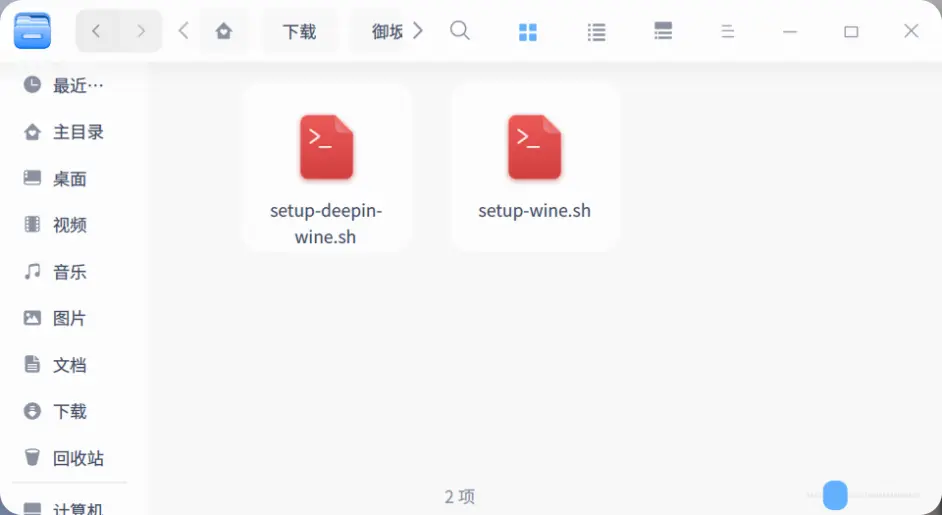 下载
御坂
最近…
主目录
桌面
视频
音乐
图片
文档
下载
回收站
计算机
setup-deepin-
wine.sh
setup-wine.sh
2 项